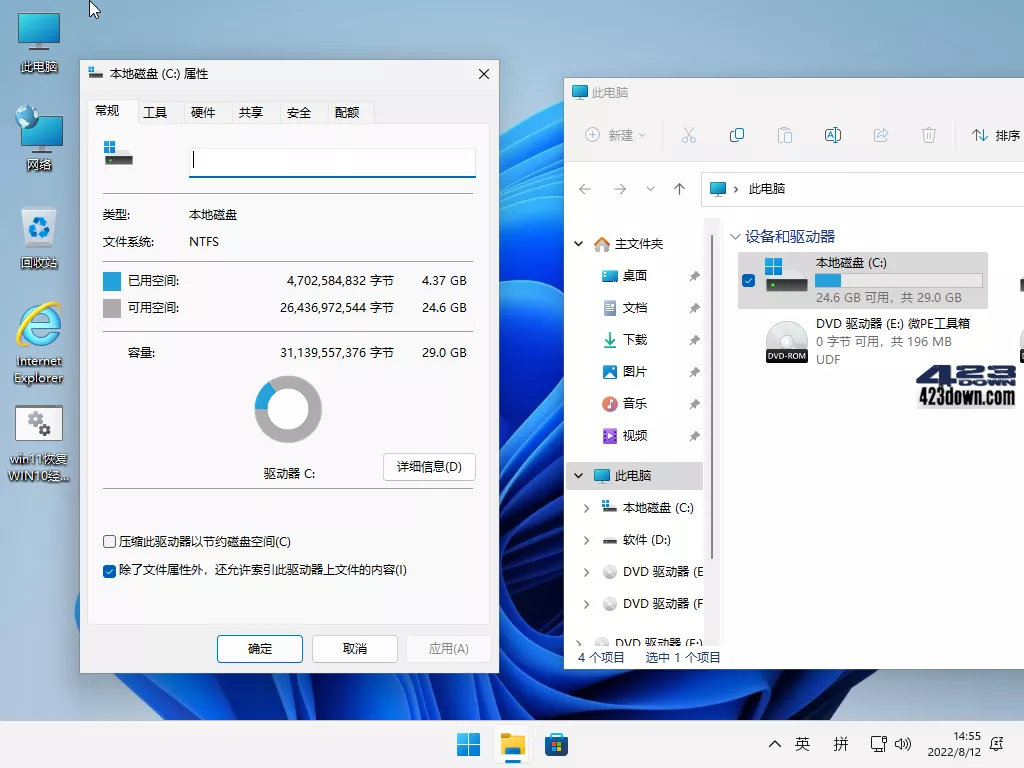 此电脑
网络
回收站
Internet
Explorer
win11恢复
WIN10经...
本地磁盘 (C:) 属性
常规
工具
硬件
共享
安全
配额
类型:
本地磁盘
文件系统:
NTFS
已用空间:
4,702,584,832 字节
4.37 GB
可用空间:
26,436,972,544 字节
24.6 GB
容量:
31,139,557,376 字节
29.0 GB
驱动器 C:
详细信息(D)
压缩此驱动器以节约磁盘空间(C)
除了文件属性外，还允许索引此驱动器上文件的内容(I)
确定
取消
应用(A)
此电脑
新建
排序
此电脑
主文件夹
桌面
文档
下载
图片
音乐
视频
此电脑
本地磁盘 (C:)
软件 (D:)
DVD 驱动器 (E
DVD 驱动器 (F
DVD 驱动器 (E:)
设备和驱动器
本地磁盘 (C:)
24.6 GB 可用，共 29.0 GB
DVD 驱动器 (E:) 微PE工具箱
0 字节 可用，共 196 MB
UDF
DVD-ROM
423
DOWN
423down.com
4 个项目
选中 1 个项目
英
拼
14:55
2022/8/12